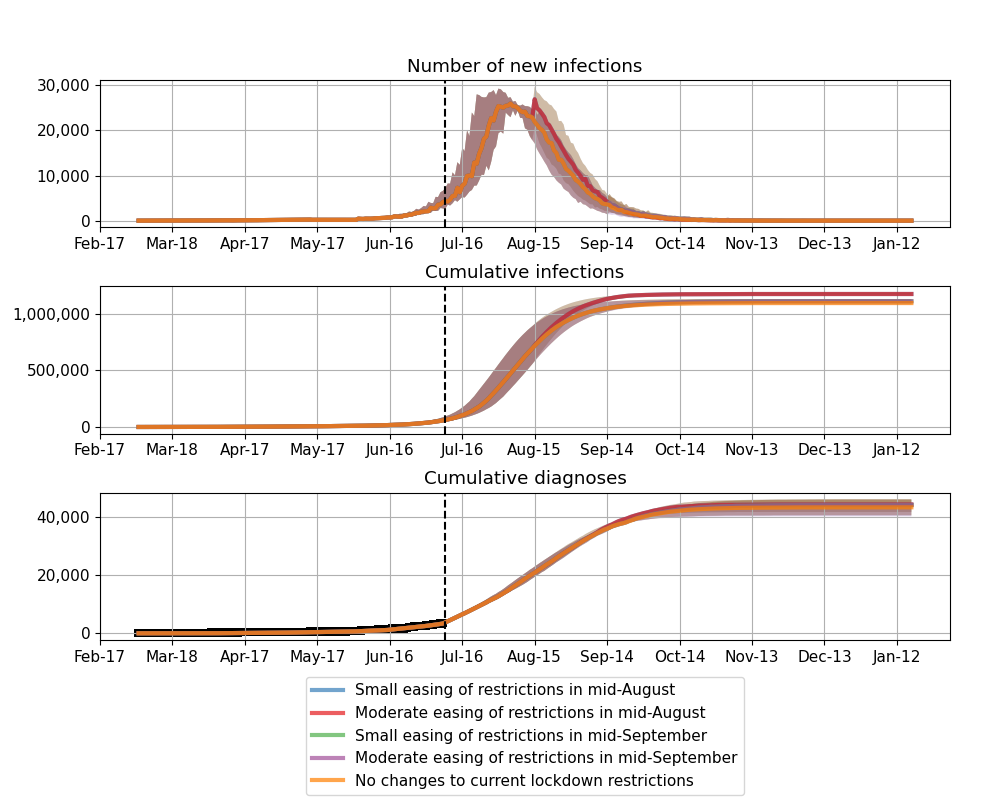 Number of new infections
30,000
20,000
10,000
0
Feb-17 Mar-18 Apr-17 May-17 Jun-16 Jul-16 Aug-15 Sep-14 Oct-14 Nov-13 Dec-13 Jan-12
Cumulative infections
1,000,000
500,000
0
Feb-17 Mar-18 Apr-17 May-17 Jun-16 Jul-16 Aug-15 Sep-14 Oct-14 Nov-13 Dec-13 Jan-12
Cumulative diagnoses
40,000
20,000
0
Feb-17 Mar-18 Apr-17 May-17 Jun-16 Jul-16 Aug-15 Sep-14 Oct-14 Nov-13 Dec-13 Jan-12
Small easing of restrictions in mid-August
Moderate easing of restrictions in mid-August
Small easing of restrictions in mid-September
Moderate easing of restrictions in mid-September
No changes to current lockdown restrictions